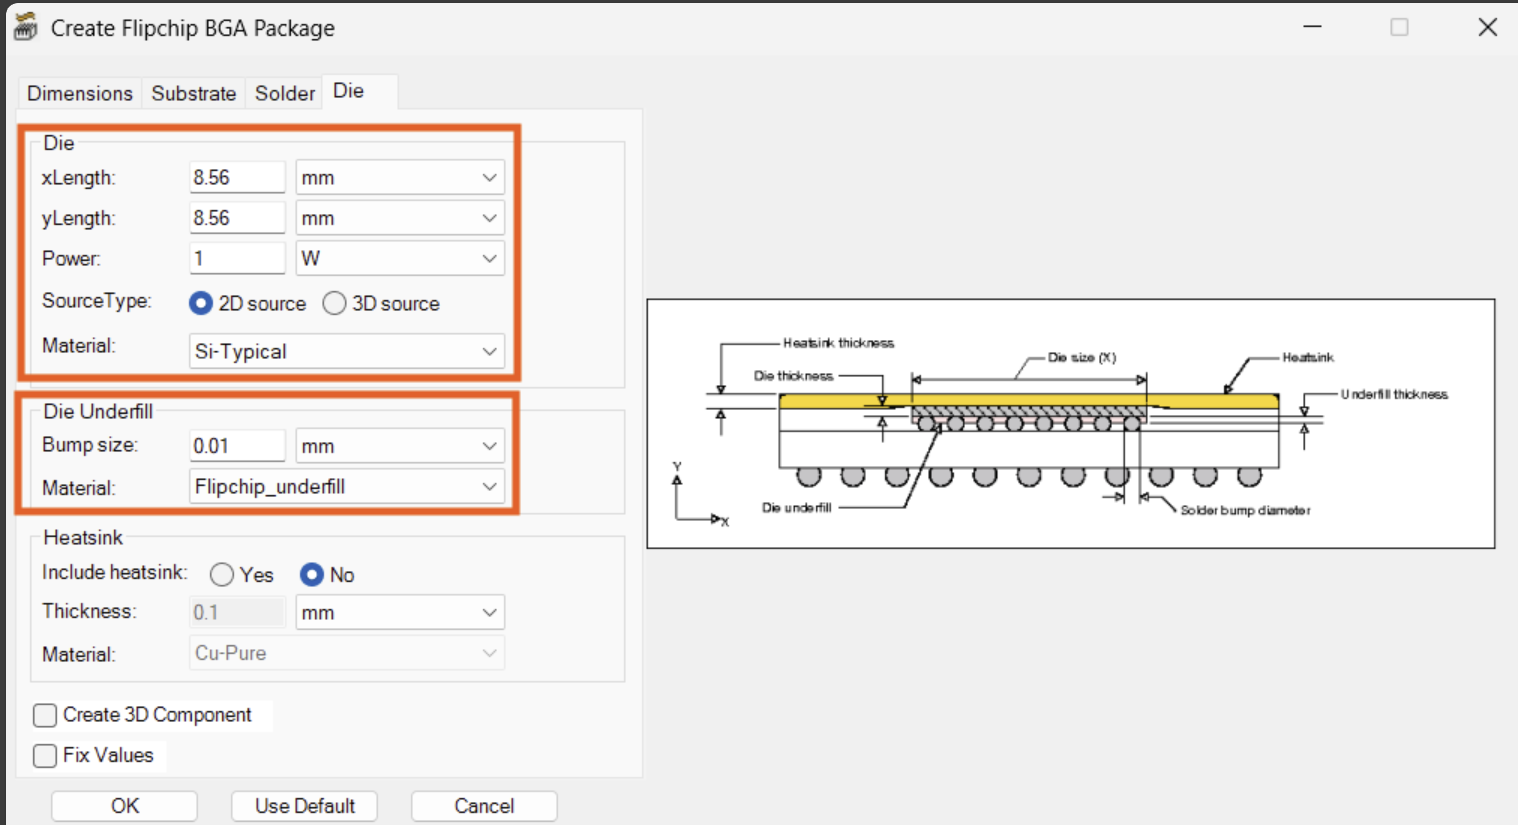 Create Flipchip BGA Package
Dimensions Substrate Solder Die
Die
xLength: 8.56 mm
yLength: 8.56 mm
Power: 1 W
SourceType: 2D source 3D source
Material: Si-Typical
Die Underfill
Bump size: 0.01 mm
Material: Flipchip_underfill
Heatsink
Include heatsink: Yes No
Thickness: 0.1 mm
Material: Cu-Pure
Create 3D Component
Fix Values
OK Use Default Cancel
Heatsink thickness
Die size (X) Heatsink
Die thickness
Underfill thickness
Y
X
Die underfill
Solder bump diameter